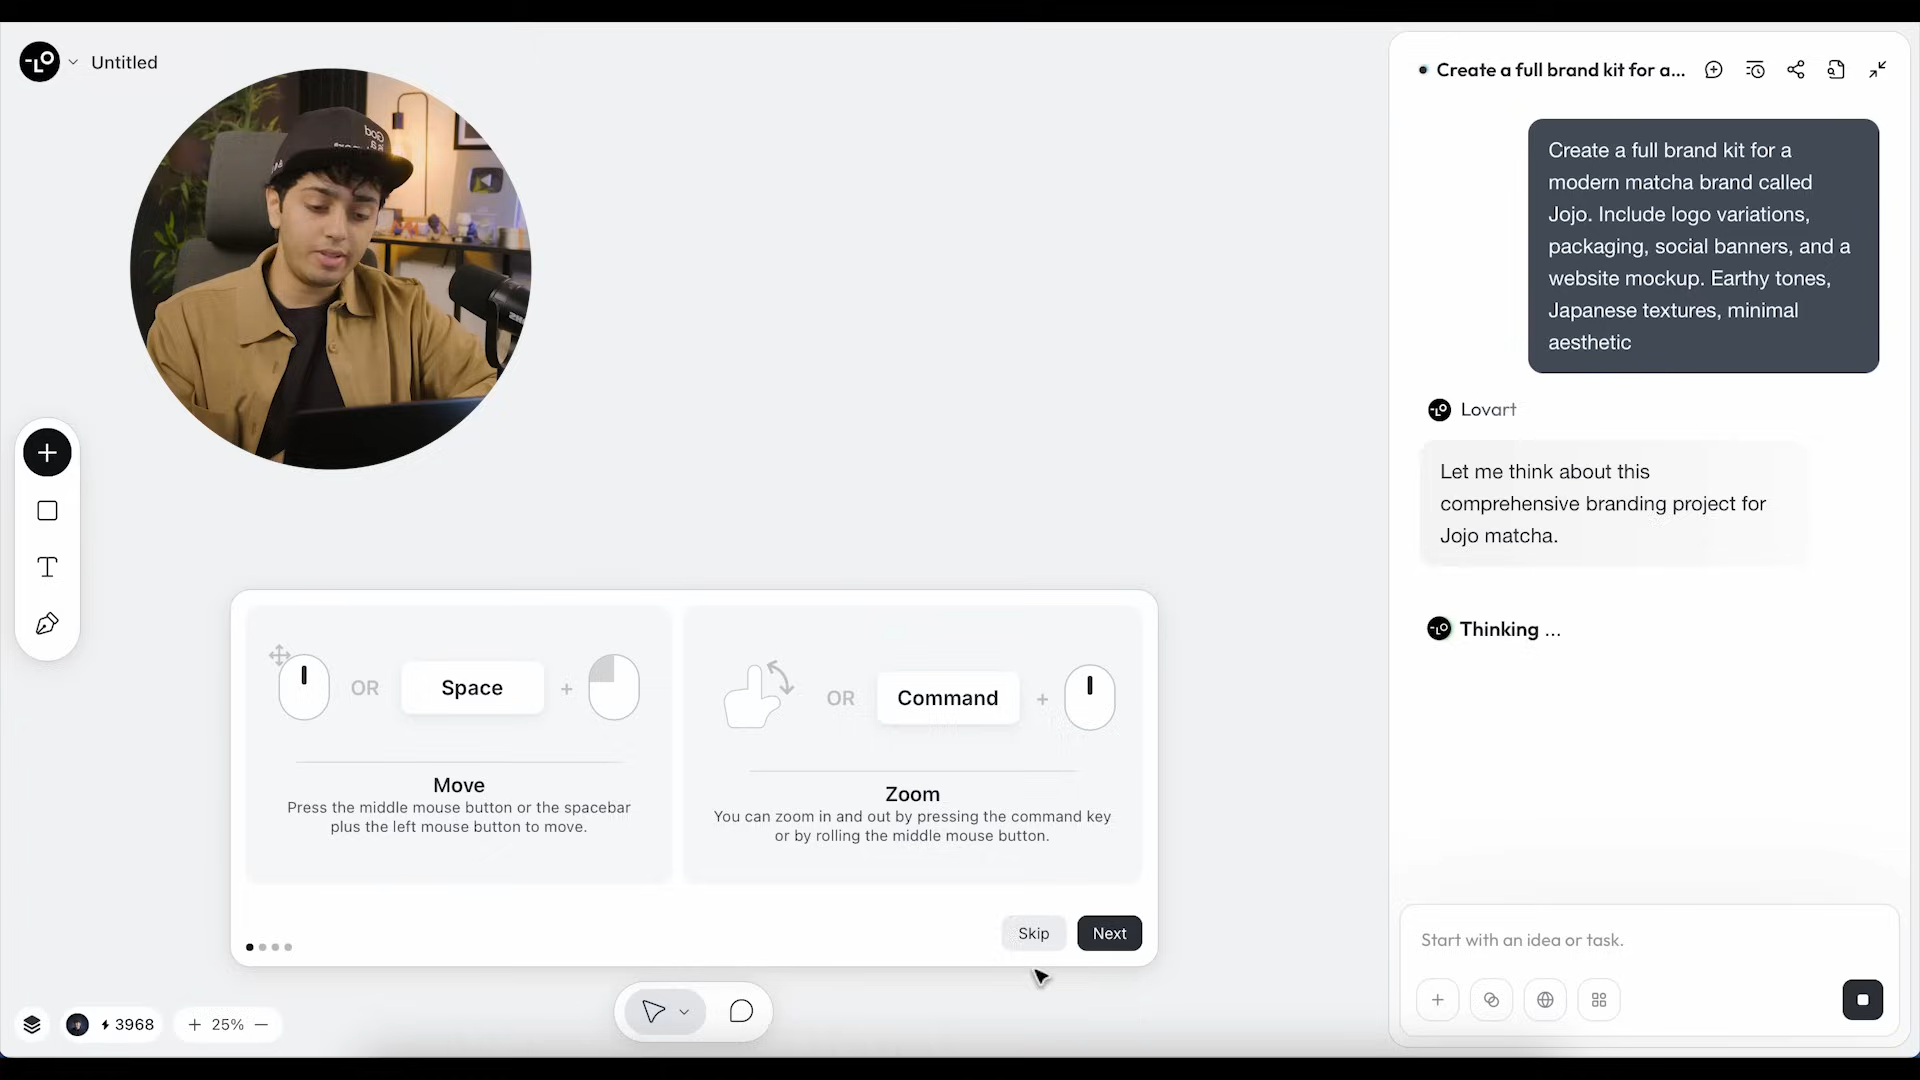 Untitled
Create a full brand kit for a...
Create a full brand kit for a
modern matcha brand called
Jojo. Include logo variations,
packaging, social banners, and a
website mockup. Earthy tones,
Japanese textures, minimal
aesthetic
Lovart
Let me think about this
comprehensive branding project for
Jojo matcha.
Thinking ...
OR
Space
+
OR
Command
+
Move
Press the middle mouse button or the spacebar
plus the left mouse button to move.
Zoom
You can zoom in and out by pressing the command key
or by rolling the middle mouse button.
Skip
Next
3968
25%
Start with an idea or task.